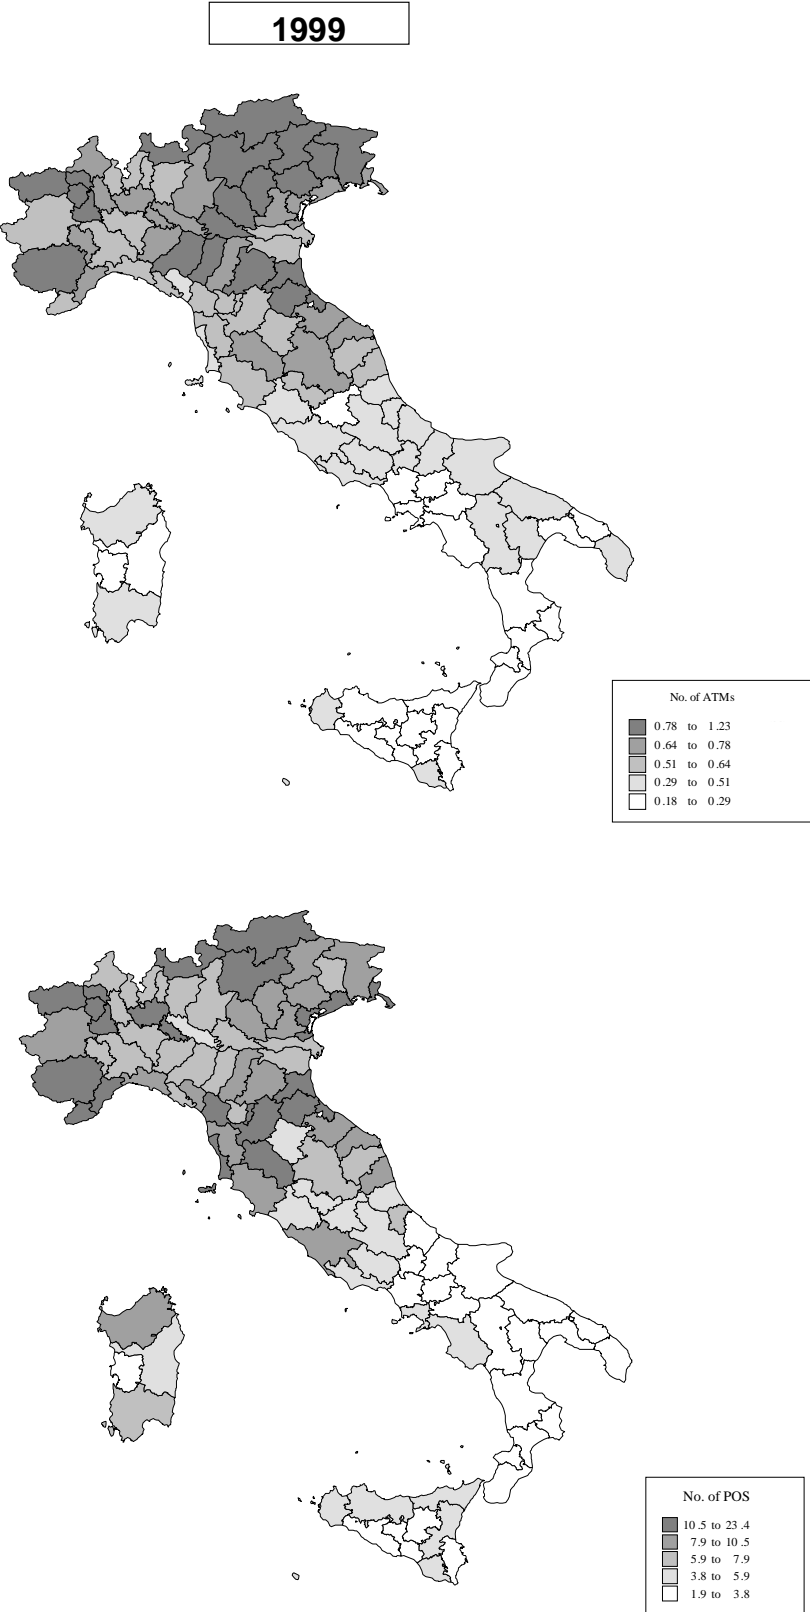 1999
No. of ATMs
0.78 to 1.23
0.64 to 0.78
0.51 to 0.64
0.29 to 0.51
0.18 to 0.29
No. of POS
10.5 to 23.4
7.9 to 10.5
5.9 to 7.9
3.8 to 5.9
1.9 to 3.8